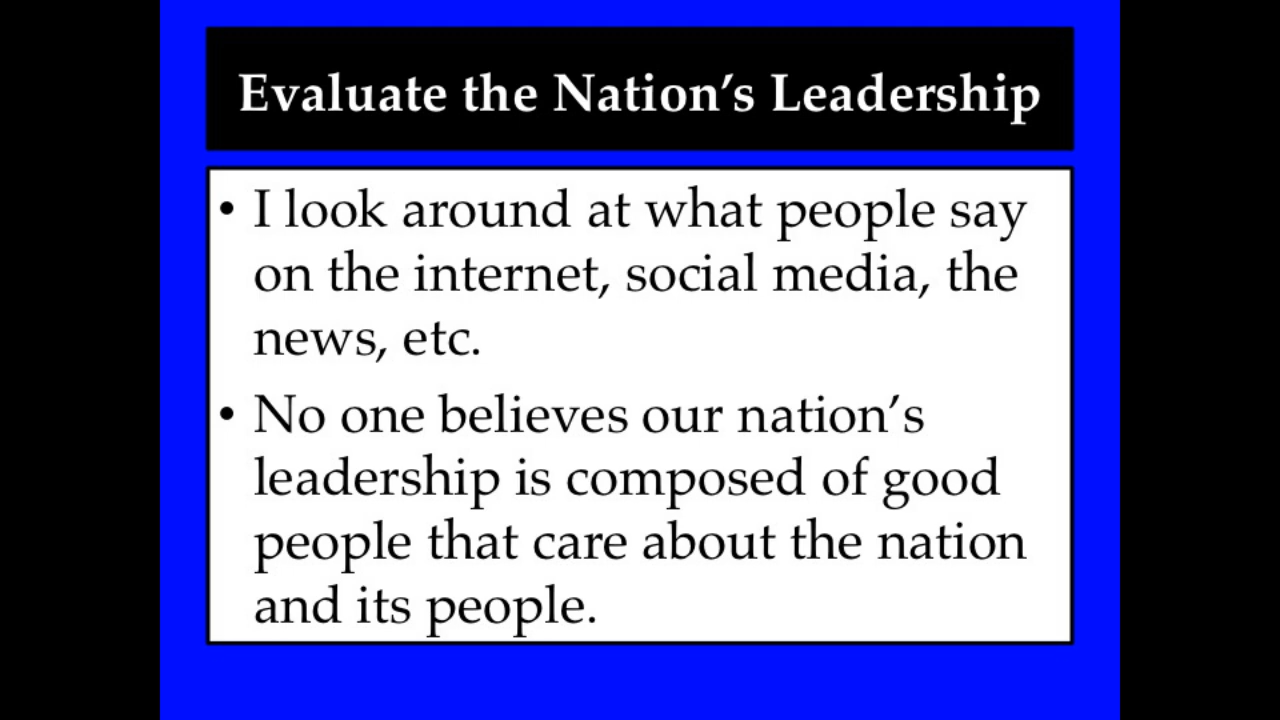 Evaluate the Nation’s Leadership
• I look around at what people say
on the internet, social media, the
news, etc.
• No one believes our nation’s
leadership is composed of good
people that care about the nation
and its people.